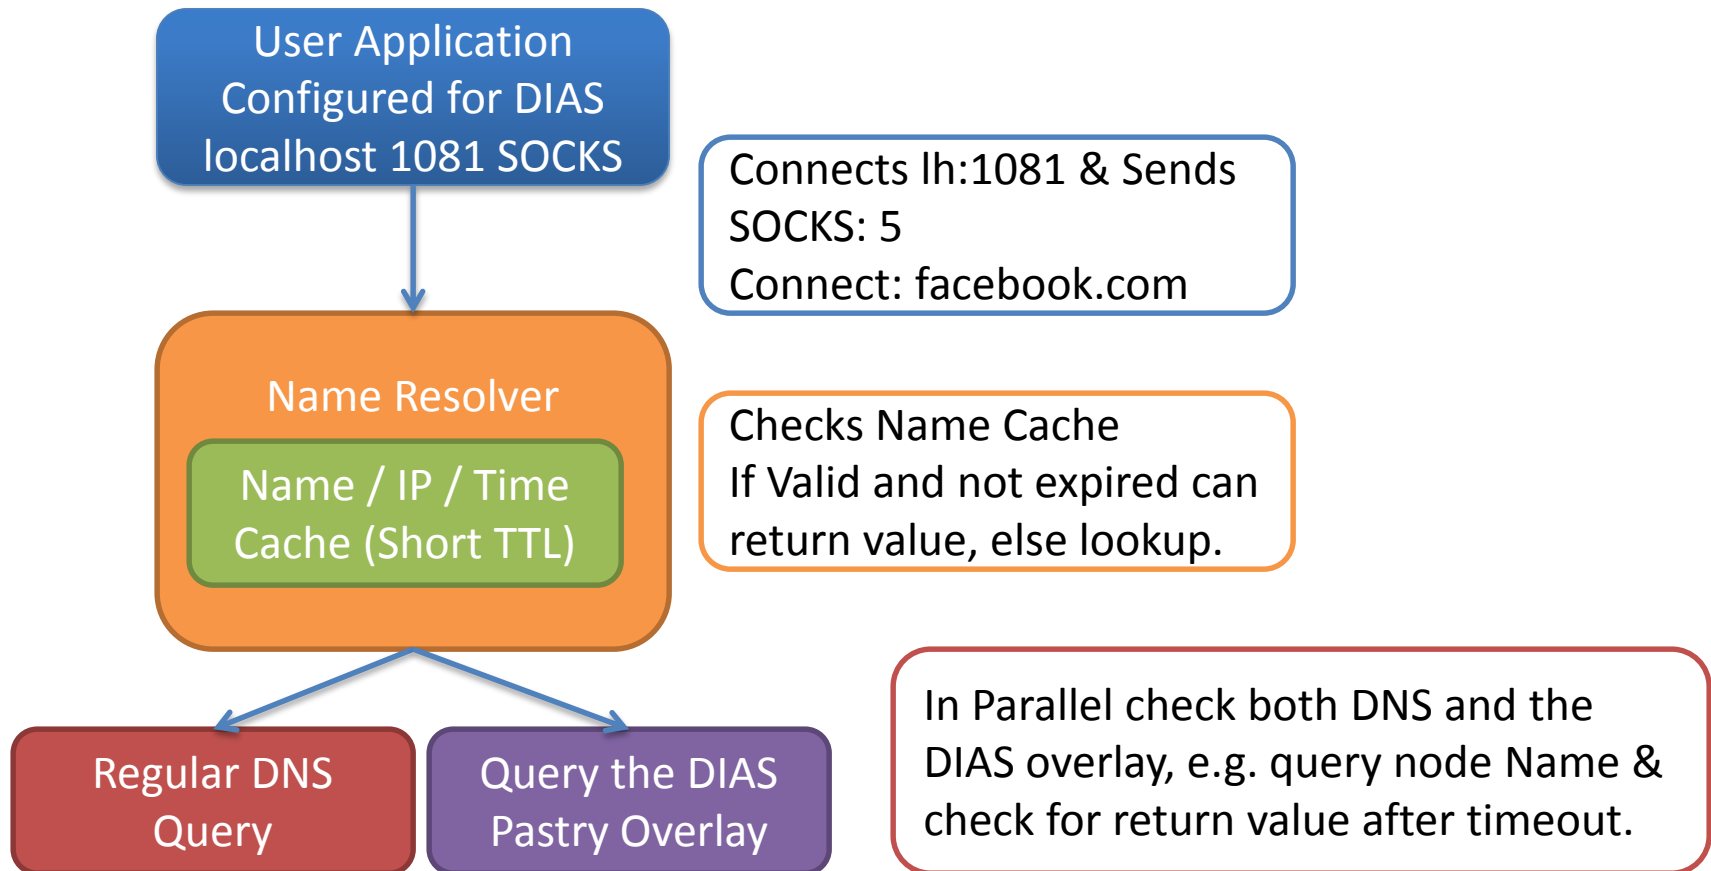 User Application
Configured for DIAS
localhost 1081 SOCKS
Connects lh:1081 & Sends
SOCKS: 5
Connect: facebook.com
Name Resolver
Name / IP / Time
Cache (Short TTL)
Checks Name Cache
If Valid and not expired can
return value, else lookup.
Regular DNS
Query
Query the DIAS
Pastry Overlay
In Parallel check both DNS and the
DIAS overlay, e.g. query node Name &
check for return value after timeout.